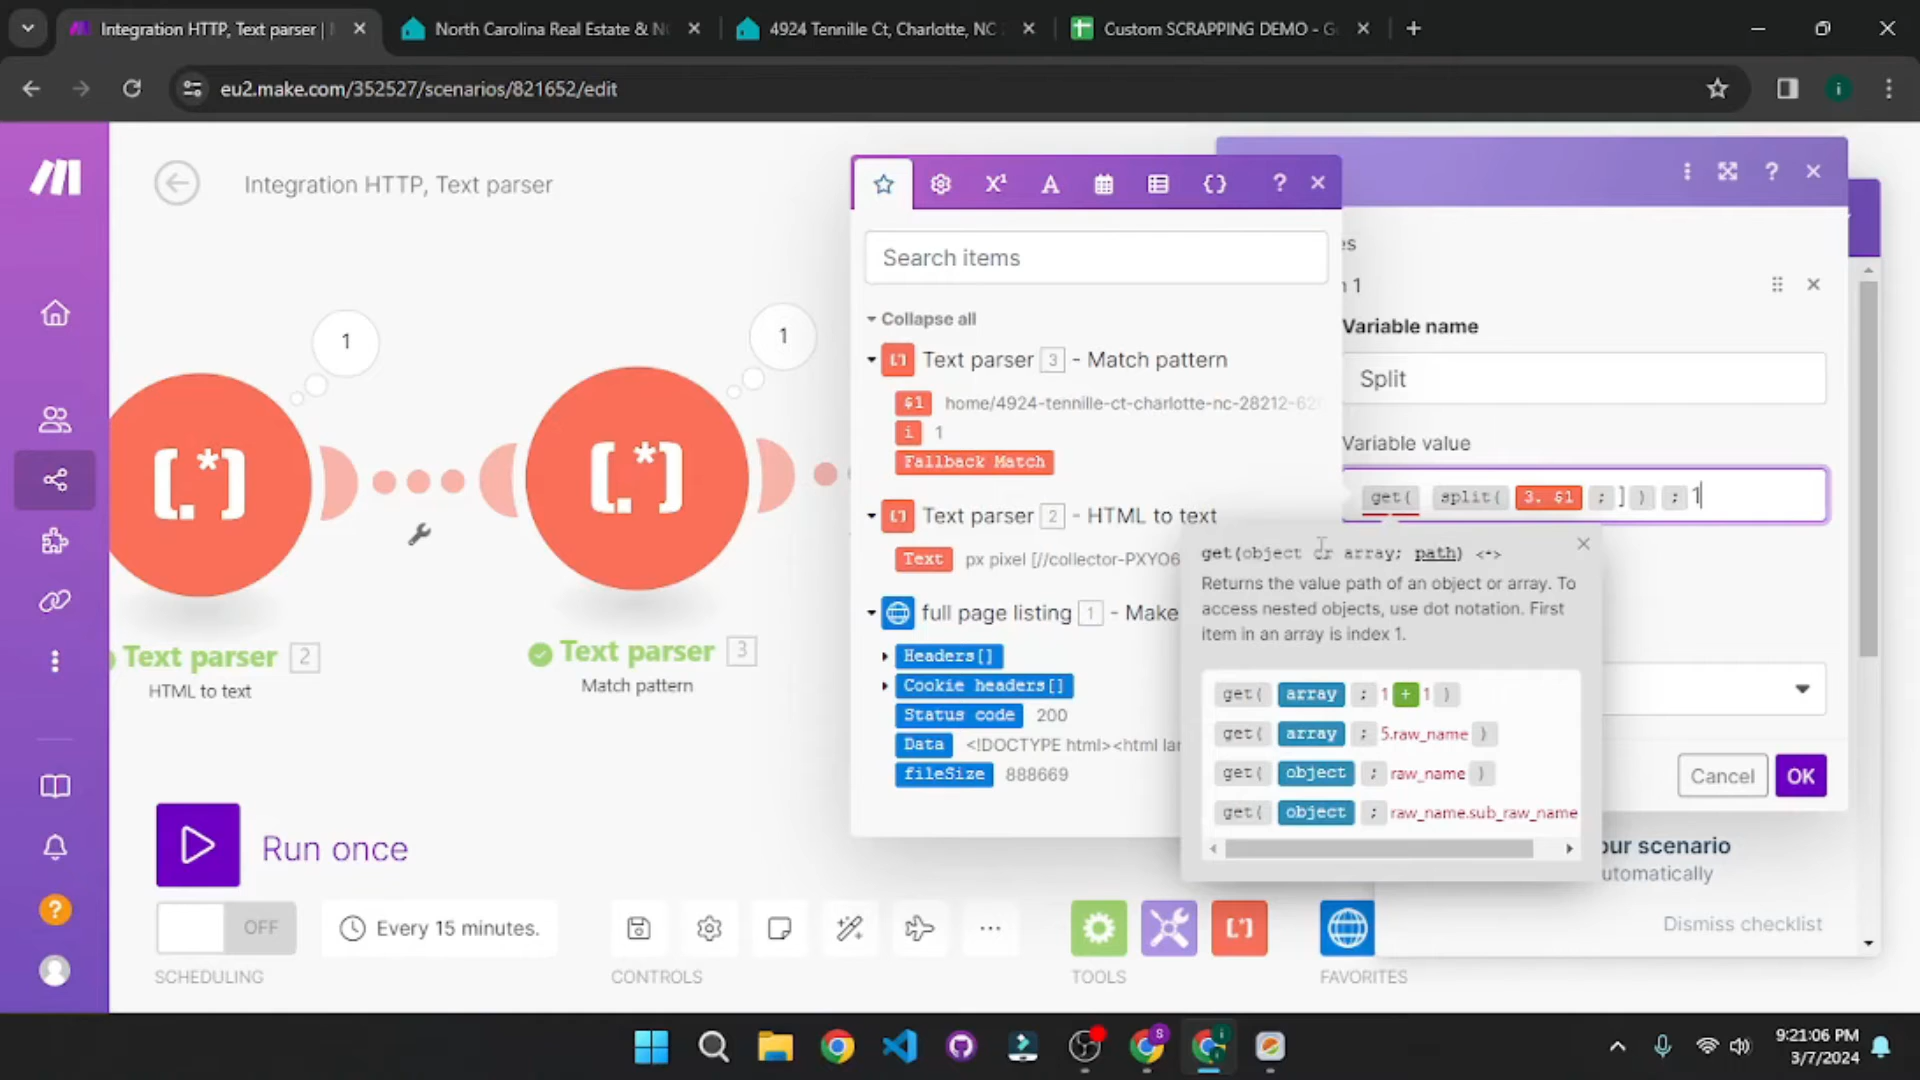 Integration HTTP, Text parser |
North Carolina Real Estate & N
4924 Tennille Ct, Charlotte, NC
Custom SCRAPPING DEMO - G
eu2.make.com/352527/scenarios/821652/edit
Integration HTTP, Text parser
1
1
Text parser 2
HTML to text
Text parser 3
Match pattern
Search items
Collapse all
Text parser 3 - Match pattern
$1 home/4924-tennille-ct-charlotte-nc-28212-62
i 1
Fallback Match
Text parser 2 - HTML to text
Text px pixel [//collector-PXYO6
full page listing 1 - Make
Headers[]
Cookie headers[]
Status code 200
Data <!DOCTYPE html><html lan
fileSize 888669
es
1
Variable name
Split
Variable value
get( split( 3. $1 ; ] ) ; 1
get(object or array; path)
Returns the value path of an object or array. To
access nested objects, use dot notation. First
item in an array is index 1.
get( array ; 1 + 1 )
get( array ; 5.raw_name )
get( object ; raw_name )
get( object ; raw_name.sub_raw_name
Cancel OK
our scenario
utomatically
Dismiss checklist
Run once
OFF
Every 15 minutes.
SCHEDULING
CONTROLS
TOOLS
FAVORITES
9:21:06 PM
3/7/2024